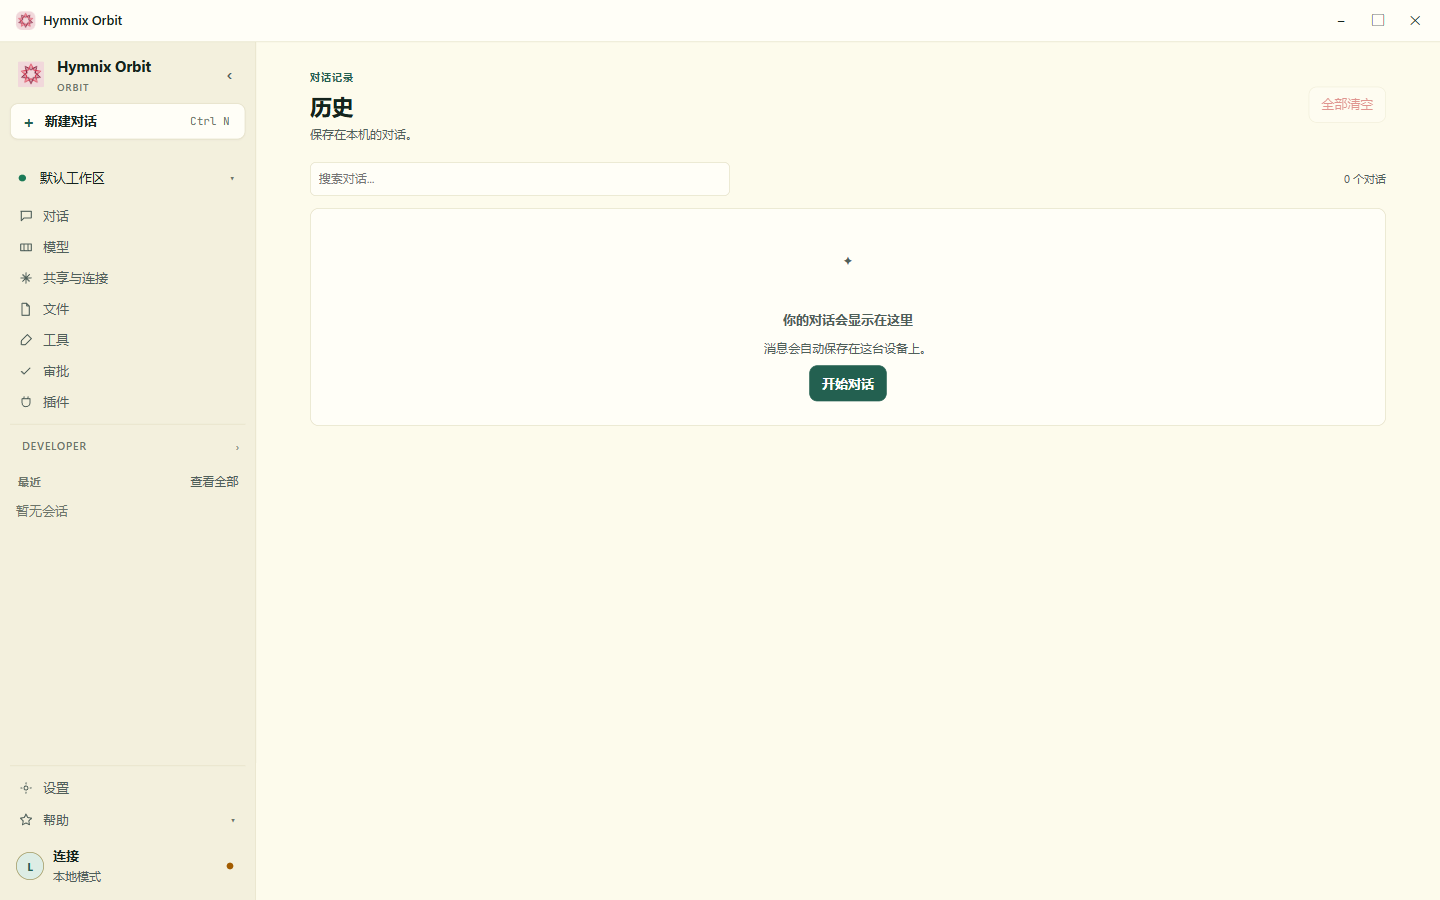 Hymnix Orbit
Hymnix Orbit
ORBIT
新建对话 Ctrl N
默认工作区
对话
模型
共享与连接
文件
工具
审批
插件
DEVELOPER
最近 查看全部
暂无会话
设置
帮助
L
连接
本地模式
对话记录
历史
保存在本机的对话。
全部清空
搜索对话...
0 个对话
你的对话会显示在这里
消息会自动保存在这台设备上。
开始对话